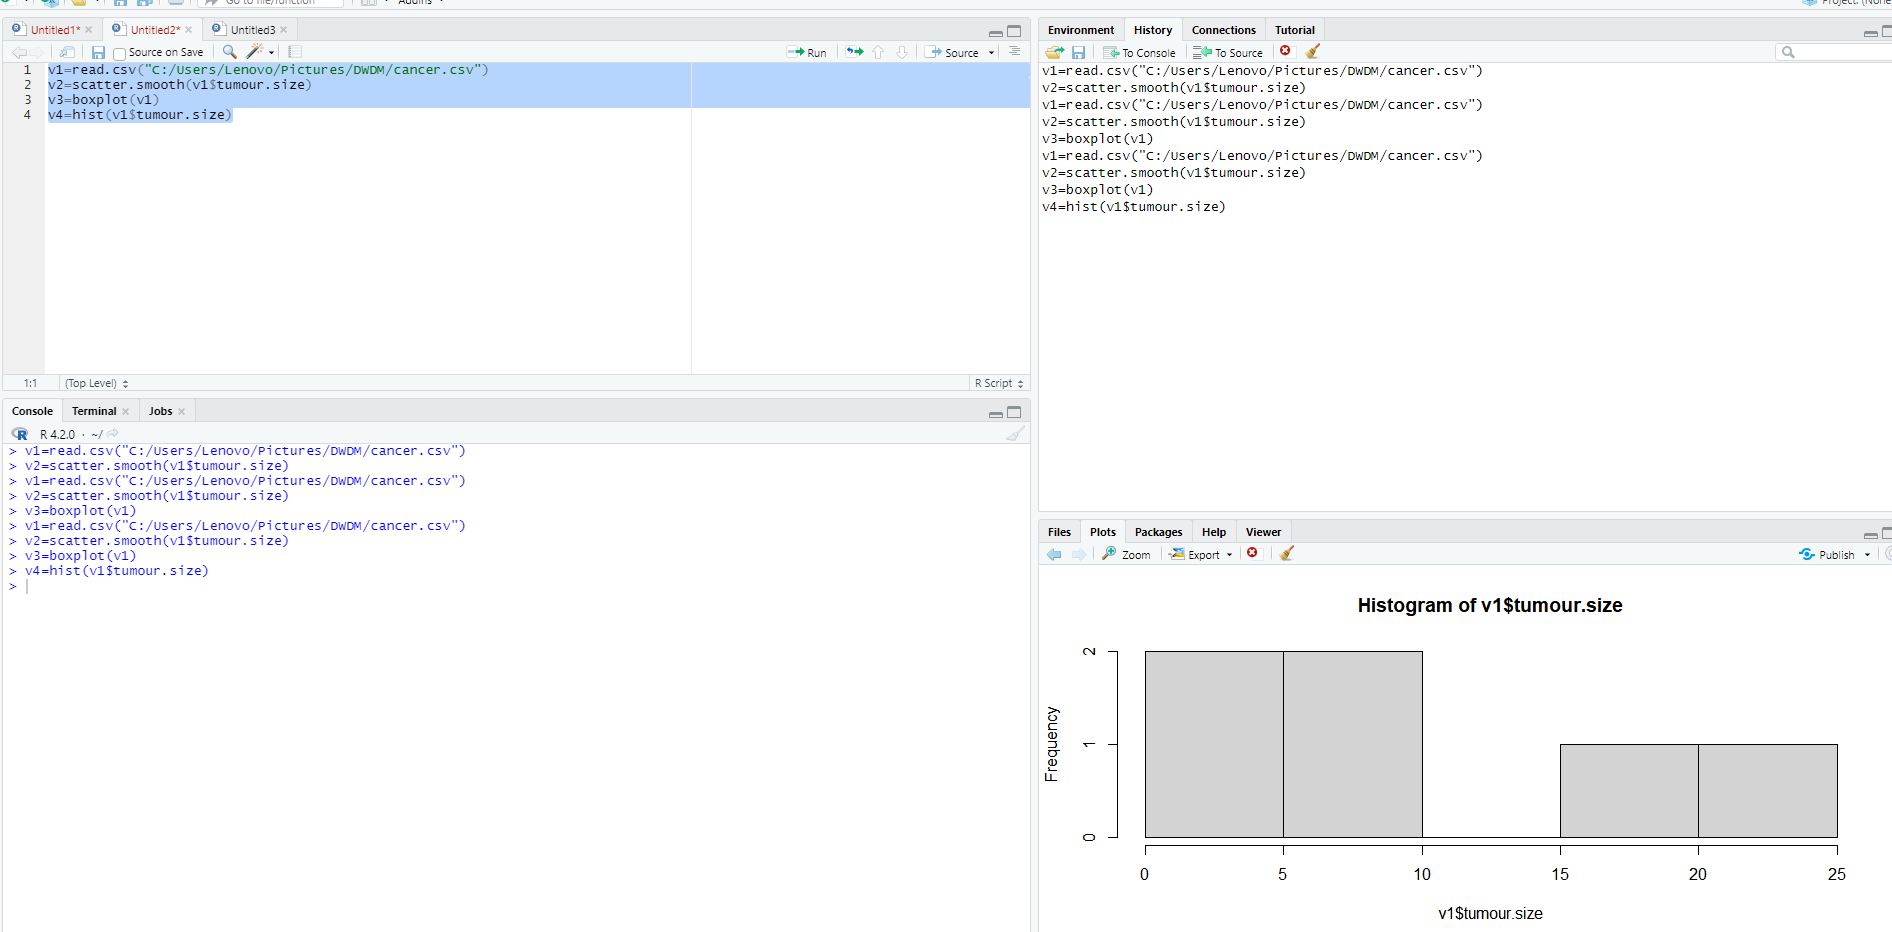 Go to file/function
Addins
Project: (None
Untitled1*
Untitled2*
Untitled3
Source on Save
Run
Source
1 v1=read.csv("C:/Users/Lenovo/Pictures/DWDM/cancer.csv")
2 v2=scatter.smooth(v1$tumour.size)
3 v3=boxplot(v1)
4 v4=hist(v1$tumour.size)
1:1 (Top Level)
R Script
Console Terminal Jobs
R 4.2.0 · ~/
> v1=read.csv("C:/Users/Lenovo/Pictures/DWDM/cancer.csv")
> v2=scatter.smooth(v1$tumour.size)
> v1=read.csv("C:/Users/Lenovo/Pictures/DWDM/cancer.csv")
> v2=scatter.smooth(v1$tumour.size)
> v3=boxplot(v1)
> v1=read.csv("C:/Users/Lenovo/Pictures/DWDM/cancer.csv")
> v2=scatter.smooth(v1$tumour.size)
> v3=boxplot(v1)
> v4=hist(v1$tumour.size)
>
Environment History Connections Tutorial
To Console To Source
v1=read.csv("C:/Users/Lenovo/Pictures/DWDM/cancer.csv")
v2=scatter.smooth(v1$tumour.size)
v1=read.csv("C:/Users/Lenovo/Pictures/DWDM/cancer.csv")
v2=scatter.smooth(v1$tumour.size)
v3=boxplot(v1)
v1=read.csv("C:/Users/Lenovo/Pictures/DWDM/cancer.csv")
v2=scatter.smooth(v1$tumour.size)
v3=boxplot(v1)
v4=hist(v1$tumour.size)
Files Plots Packages Help Viewer
Zoom Export Publish
Histogram of v1$tumour.size
Frequency
2
1
0
0 5 10 15 20 25
v1$tumour.size